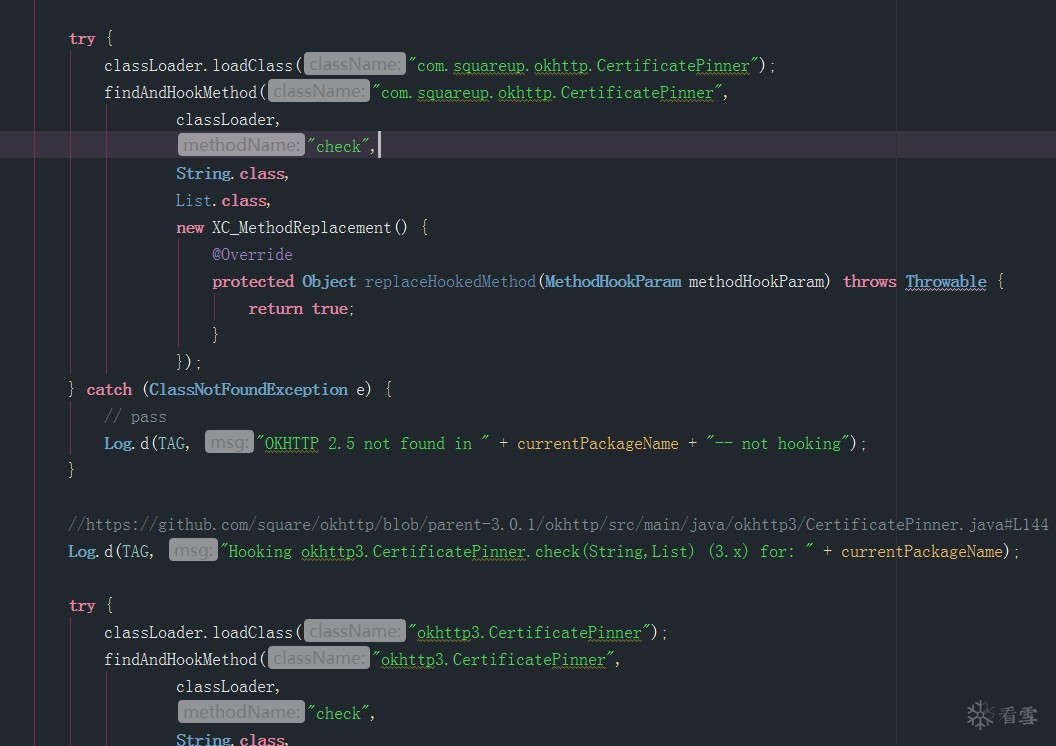 try {
classLoader.loadClass( className: "com.squareup.okhttp.CertificatePinner");
findAndHookMethod( className: "com.squareup.okhttp.CertificatePinner",
classLoader,
methodName: "check",
String.class,
List.class,
new XC_MethodReplacement() {
@Override
protected Object replaceHookedMethod(MethodHookParam methodHookParam) throws Throwable {
return true;
}
});
} catch (ClassNotFoundException e) {
// pass
Log.d(TAG, msg: "OKHTTP 2.5 not found in " + currentPackageName + "-- not hooking");
}
//https://github.com/square/okhttp/blob/parent-3.0.1/okhttp/src/main/java/okhttp3/CertificatePinner.java#L144
Log.d(TAG, msg: "Hooking okhttp3.CertificatePinner.check(String,List) (3.x) for: " + currentPackageName);
try {
classLoader.loadClass( className: "okhttp3.CertificatePinner");
findAndHookMethod( className: "okhttp3.CertificatePinner",
classLoader,
methodName: "check",
String.class,
看雪